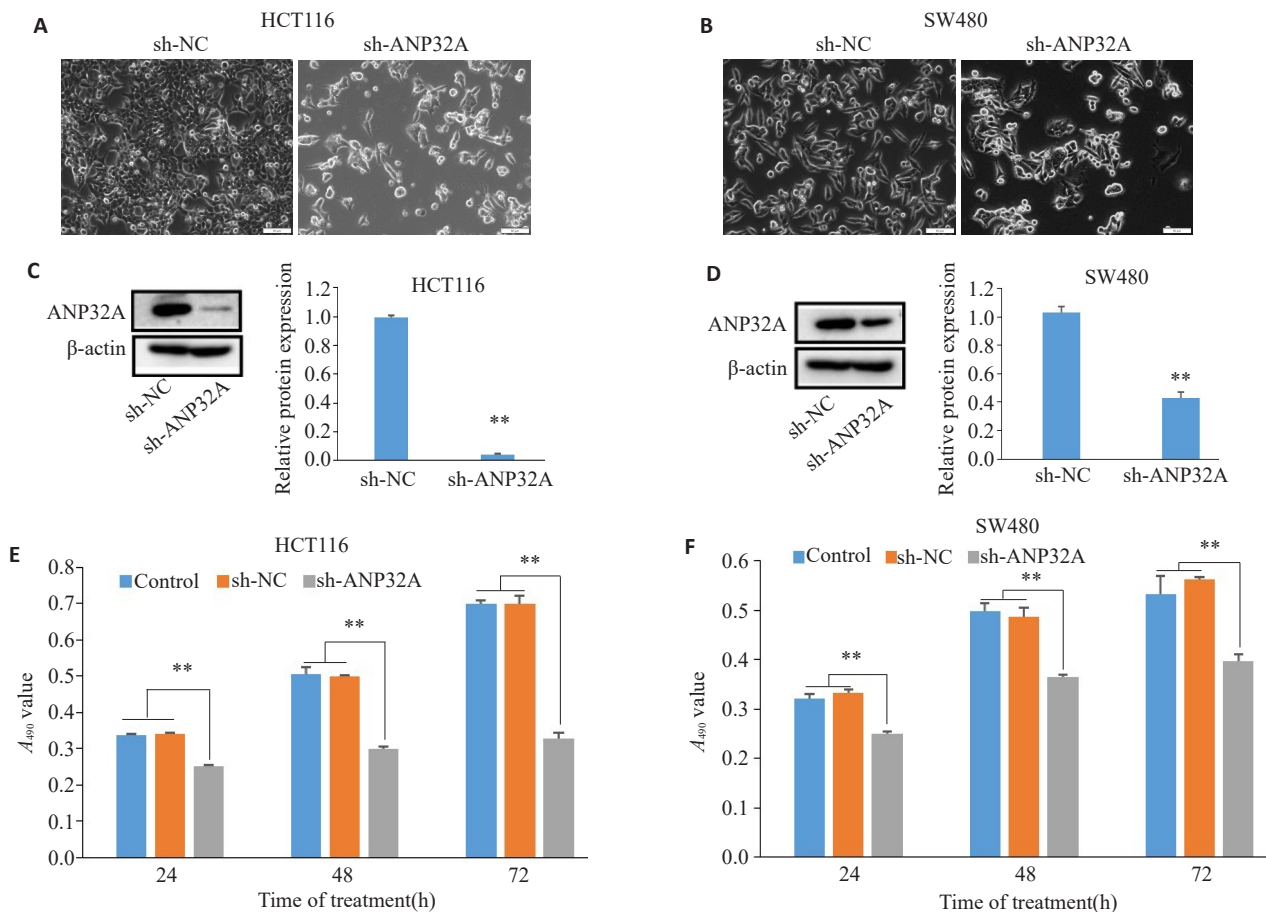 A
HCT116
sh-NC
sh-ANP32A
B
SW480
sh-NC
sh-ANP32A
C
ANP32A
β-actin
sh-NC
sh-ANP32A
Relative protein expression
HCT116
1.2
1.0
0.8
0.6
0.4
0.2
0.0
**
sh-NC
sh-ANP32A
D
ANP32A
β-actin
sh-NC
sh-ANP32A
Relative protein expression
SW480
1.2
1.0
0.8
0.6
0.4
0.2
0.0
**
sh-NC
sh-ANP32A
E
HCT116
Control sh-NC sh-ANP32A
A490 value
0.8
0.7
0.6
0.5
0.4
0.3
0.2
0.1
0.0
**
**
**
24 48 72
Time of treatment(h)
F
SW480
Control sh-NC sh-ANP32A
A490 value
0.6
0.5
0.4
0.3
0.2
0.1
0.0
**
**
**
24 48 72
Time of treatment(h)